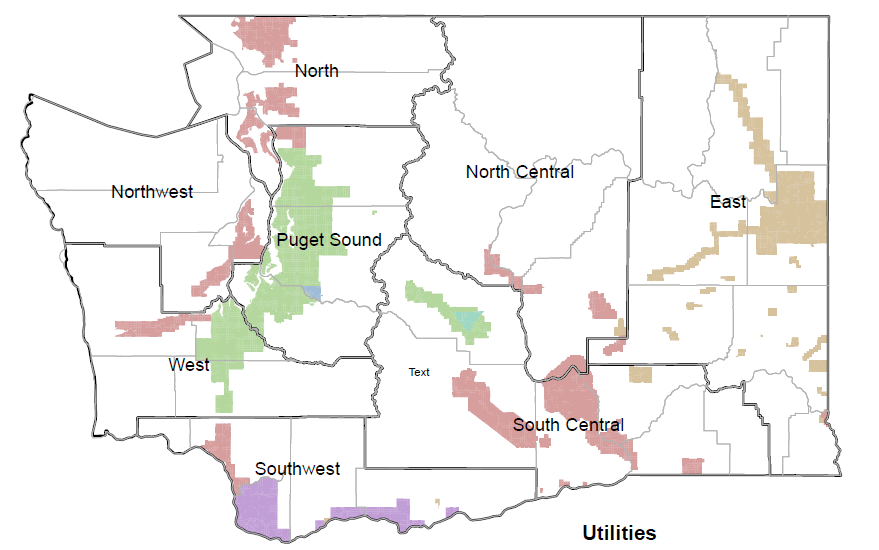 North
North Central
Northwest
East
Puget Sound
West
Text
South Central
Southwest
Utilities